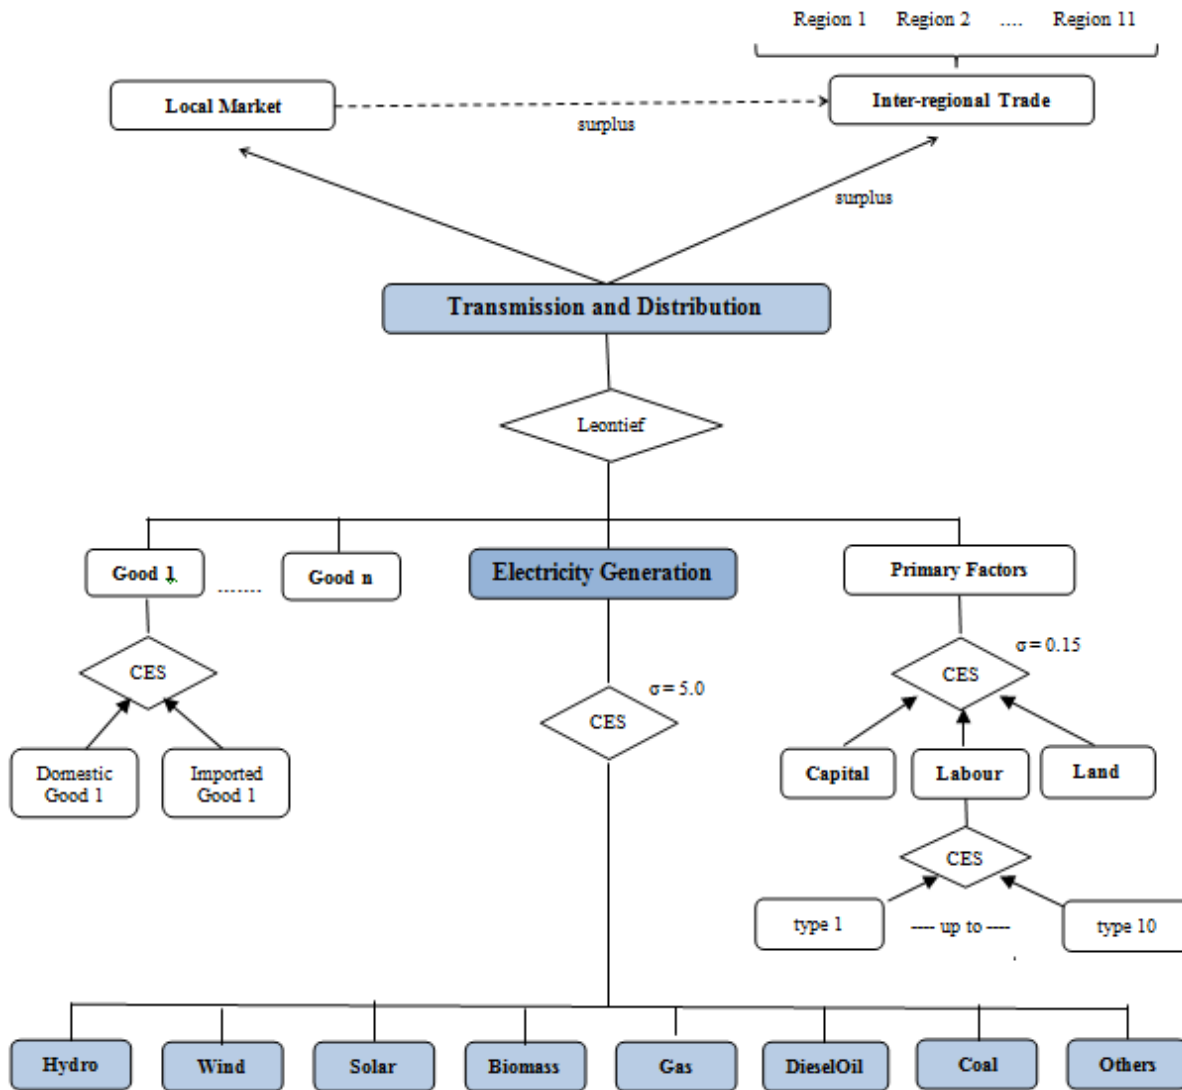 Region 1 Region 2 .... Region 11
Local Market
Inter-regional Trade
surplus
surplus
Transmission and Distribution
Leontief
Good 1
.......
Good n
Electricity Generation
Primary Factors
CES
σ = 5.0
CES
σ = 0.15
CES
Domestic
Good 1
Imported
Good 1
Capital
Labour
Land
CES
type 1
---- up to ----
type 10
Hydro
Wind
Solar
Biomass
Gas
DieselOil
Coal
Others